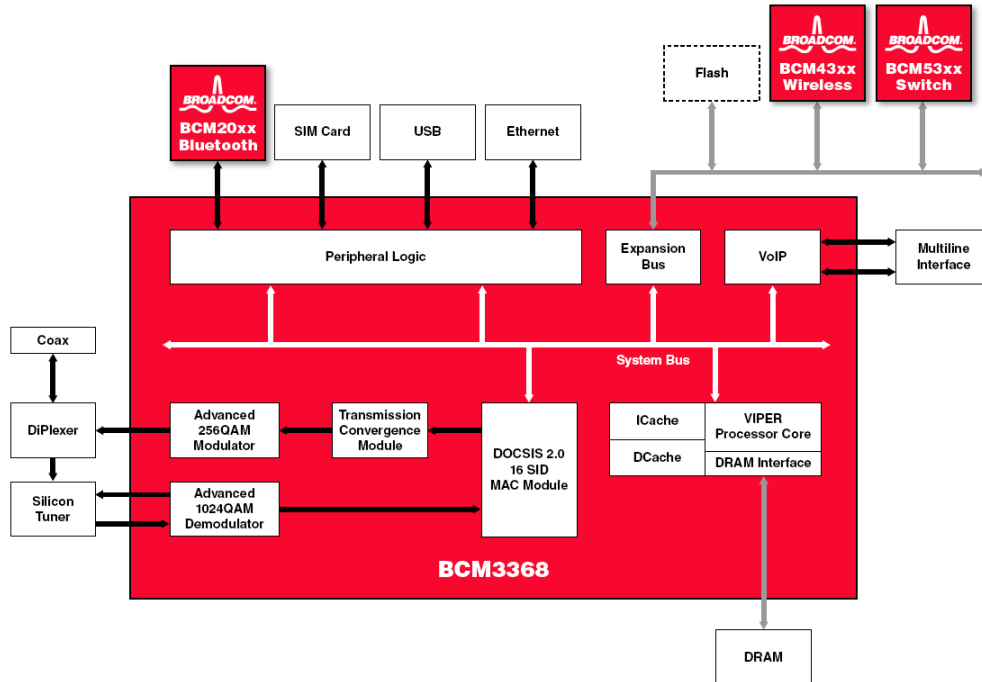 BROADCOM.
BCM43xx
Wireless
BROADCOM.
BCM53xx
Switch
Flash
BROADCOM.
BCM20xx
Bluetooth
SIM Card
USB
Ethernet
Peripheral Logic
Expansion
Bus
VoIP
Multiline
Interface
System Bus
Coax
DiPlexer
Silicon
Tuner
Advanced
256QAM
Modulator
Transmission
Convergence
Module
Advanced
1024QAM
Demodulator
DOCSIS 2.0
16 SID
MAC Module
ICache
DCache
VIPER
Processor Core
DRAM Interface
BCM3368
DRAM